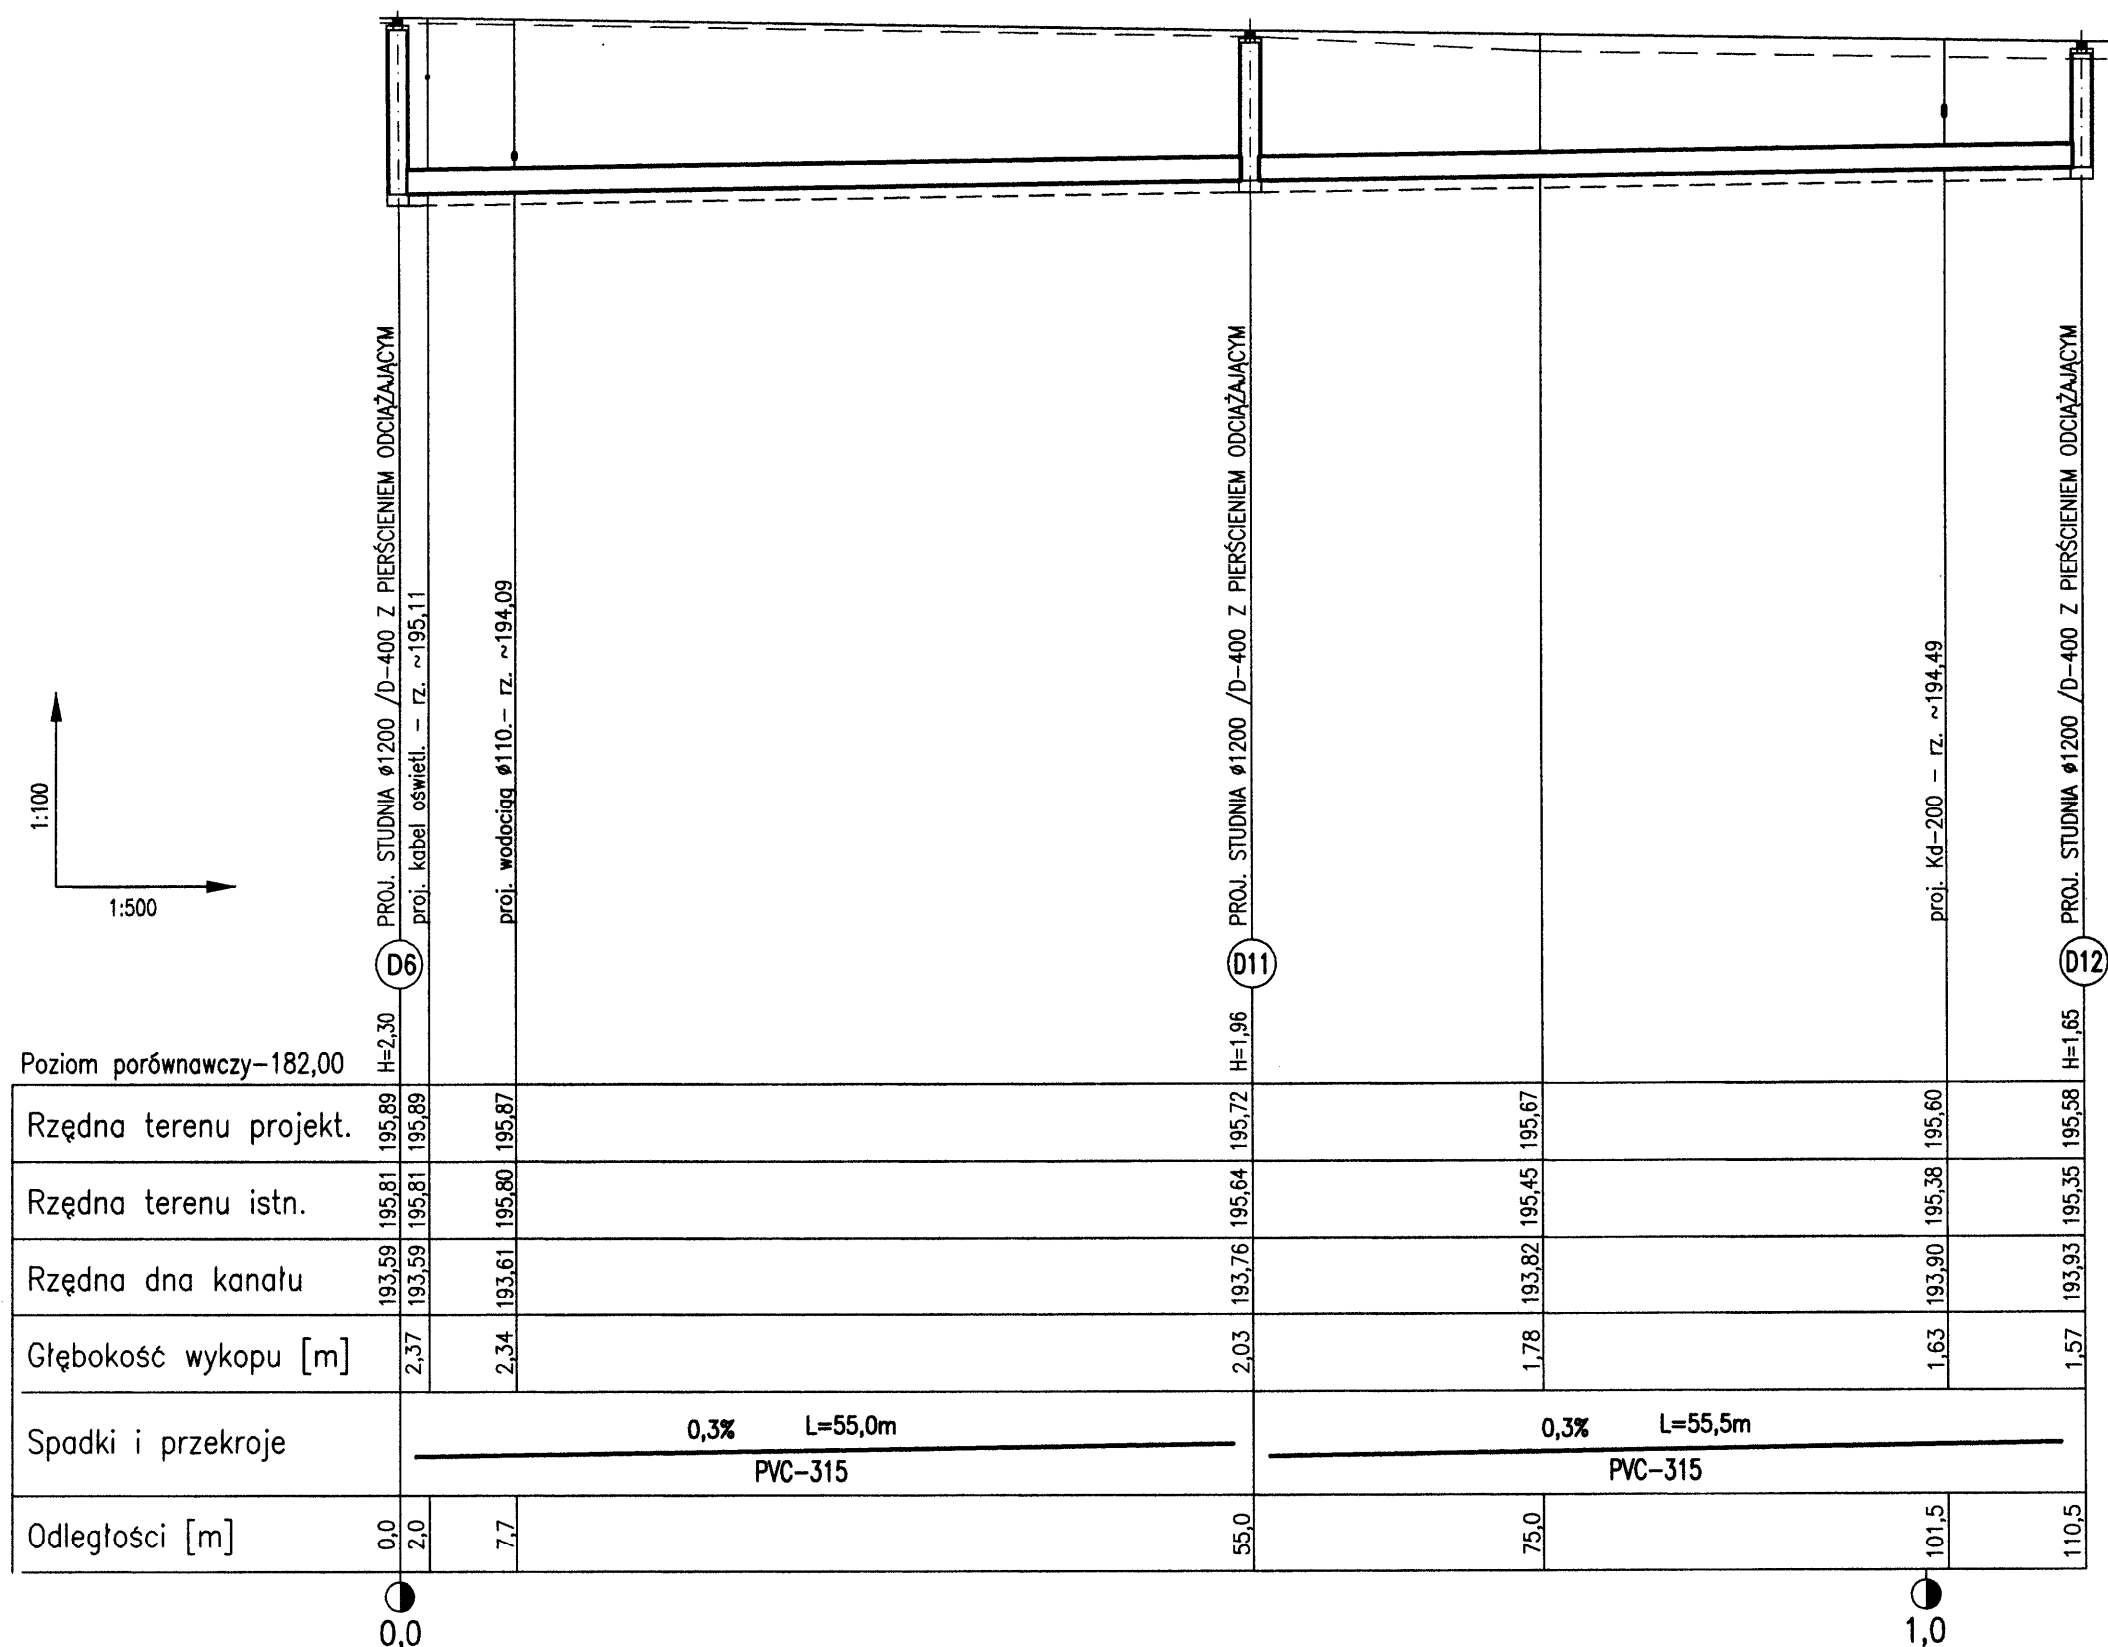 PROJ. STUDNIA ø1200 /D-400 Z PIERŚCIENIEM ODCIĄŻAJĄCYM
proj. kabel oświetl. - rz. ~195,11
proj. wodociąg ø110.- rz. ~194,09
PROJ. STUDNIA ø1200 /D-400 Z PIERŚCIENIEM ODCIĄŻAJĄCYM
proj. Kd-200 - rz. ~194,49
PROJ. STUDNIA ø1200 /D-400 Z PIERŚCIENIEM ODCIĄŻAJĄCYM
1:100
1:500
D6
D11
D12
H=2,30
H=1,96
H=1,65
Poziom porównawczy-182,00
Rzędna terenu projekt. 195,89 195,89 195,87 195,72 195,67 195,60 195,58
Rzędna terenu istn. 195,81 195,81 195,80 195,64 195,45 195,38 195,35
Rzędna dna kanału 193,59 193,59 193,61 193,76 193,82 193,90 193,93
Głębokość wykopu [m] 2,37 2,34 2,03 1,78 1,63 1,57
Spadki i przekroje
0,3% L=55,0m
PVC-315
0,3% L=55,5m
PVC-315
Odległości [m] 0,0 2,0 7,7 55,0 75,0 101,5 110,5
0,0
1,0